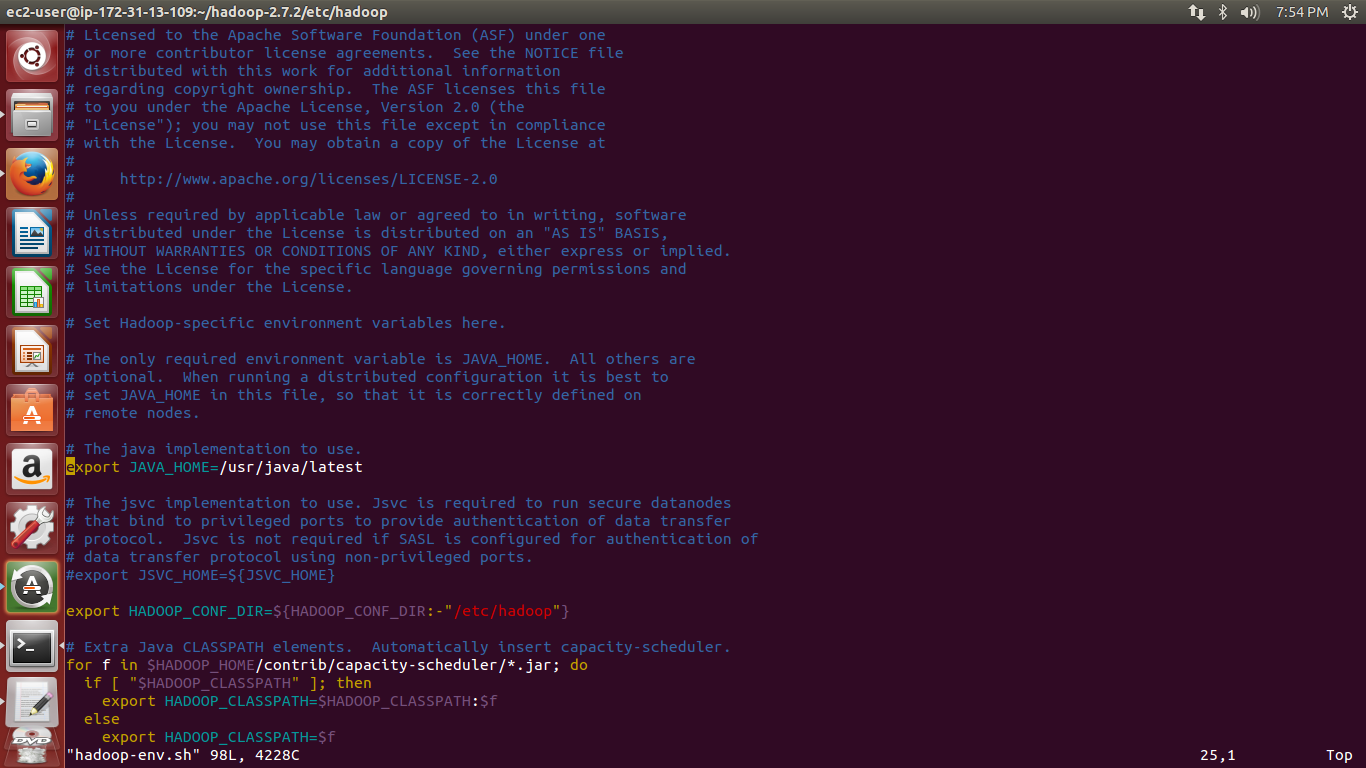 ec2-user@ip-172-31-13-109:~/hadoop-2.7.2/etc/hadoop
7:54 PM
# Licensed to the Apache Software Foundation (ASF) under one
# or more contributor license agreements.  See the NOTICE file
# distributed with this work for additional information
# regarding copyright ownership.  The ASF licenses this file
# to you under the Apache License, Version 2.0 (the
# "License"); you may not use this file except in compliance
# with the License.  You may obtain a copy of the License at
#
#     http://www.apache.org/licenses/LICENSE-2.0
#
# Unless required by applicable law or agreed to in writing, software
# distributed under the License is distributed on an "AS IS" BASIS,
# WITHOUT WARRANTIES OR CONDITIONS OF ANY KIND, either express or implied.
# See the License for the specific language governing permissions and
# limitations under the License.
# Set Hadoop-specific environment variables here.
# The only required environment variable is JAVA_HOME.  All others are
# optional.  When running a distributed configuration it is best to
# set JAVA_HOME in this file, so that it is correctly defined on
# remote nodes.
# The java implementation to use.
export JAVA_HOME=/usr/java/latest
# The jsvc implementation to use. Jsvc is required to run secure datanodes
# that bind to privileged ports to provide authentication of data transfer
# protocol.  Jsvc is not required if SASL is configured for authentication of
# data transfer protocol using non-privileged ports.
#export JSVC_HOME=${JSVC_HOME}
export HADOOP_CONF_DIR=${HADOOP_CONF_DIR:-"/etc/hadoop"}
# Extra Java CLASSPATH elements.  Automatically insert capacity-scheduler.
for f in $HADOOP_HOME/contrib/capacity-scheduler/*.jar; do
  if [ "$HADOOP_CLASSPATH" ]; then
    export HADOOP_CLASSPATH=$HADOOP_CLASSPATH:$f
  else
    export HADOOP_CLASSPATH=$f
"hadoop-env.sh" 98L, 4228C
25,1
Top